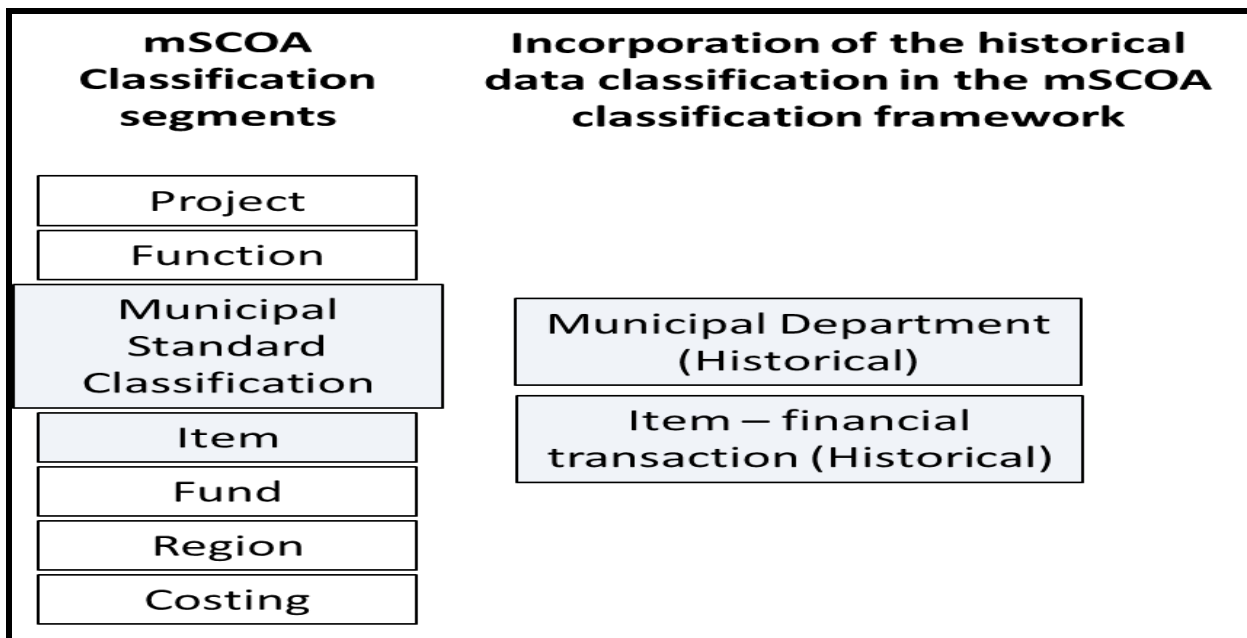 mSCOA
Classification
segments
Incorporation of the historical
data classification in the mSCOA
classification framework
Project
Function
Municipal
Standard
Classification
Item
Fund
Region
Costing
Municipal Department
(Historical)
Item – financial
transaction (Historical)